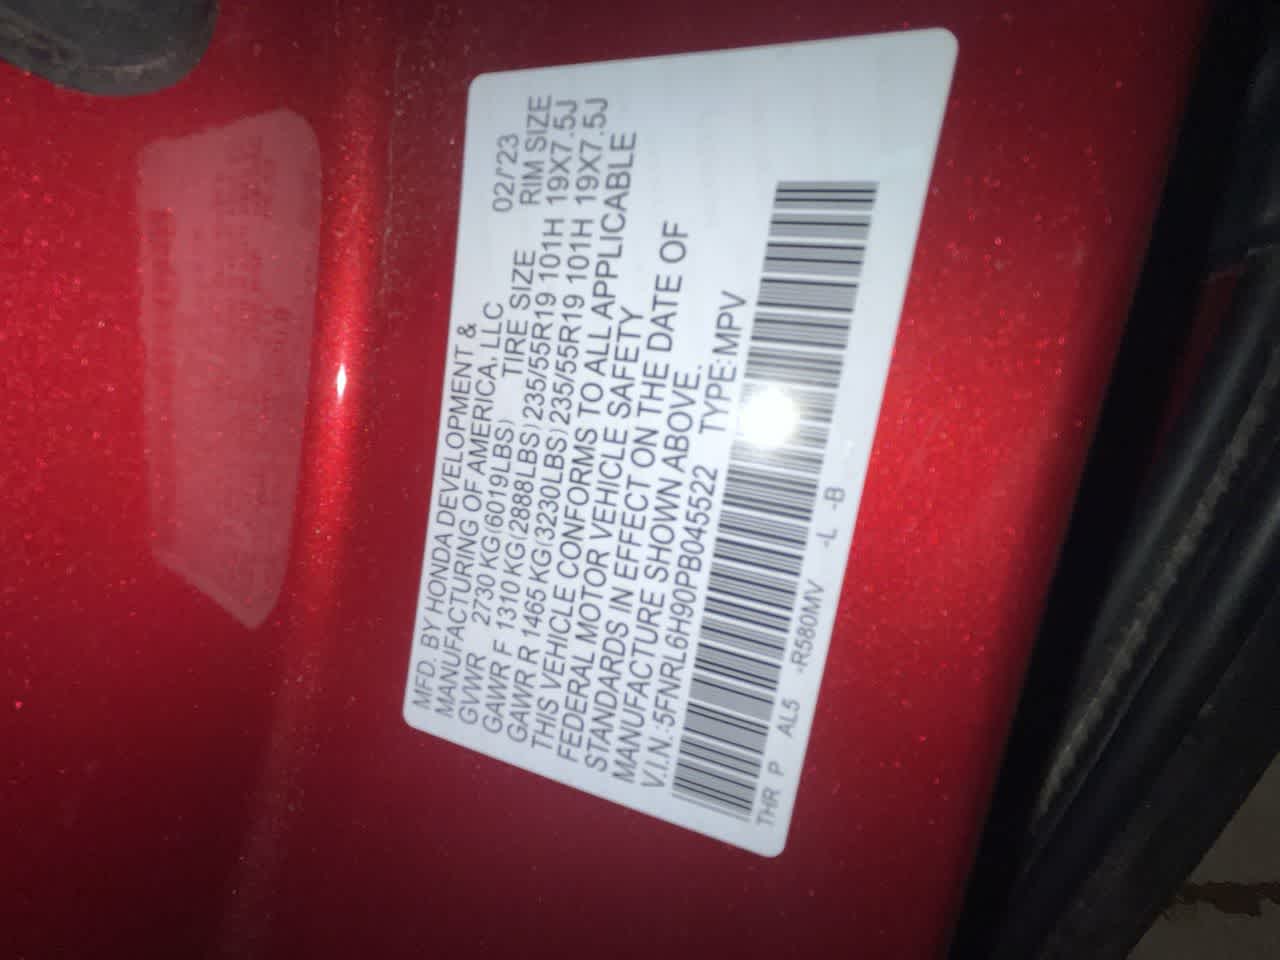 MFD. BY HONDA DEVELOPMENT &
MANUFACTURING OF AMERICA, LLC 02/'23
GVWR 2730 KG(6019LBS) TIRE SIZE RIM SIZE
GAWR F 1310 KG(2888LBS) 235/55R19 101H 19X7.5J
GAWR R 1465 KG(3230LBS) 235/55R19 101H 19X7.5J
THIS VEHICLE CONFORMS TO ALL APPLICABLE
FEDERAL MOTOR VEHICLE SAFETY
STANDARDS IN EFFECT ON THE DATE OF
MANUFACTURE SHOWN ABOVE.
V.I.N.:5FNRL6H90PB045522 TYPE:MPV
THR P AL5 -R580MV -L -B